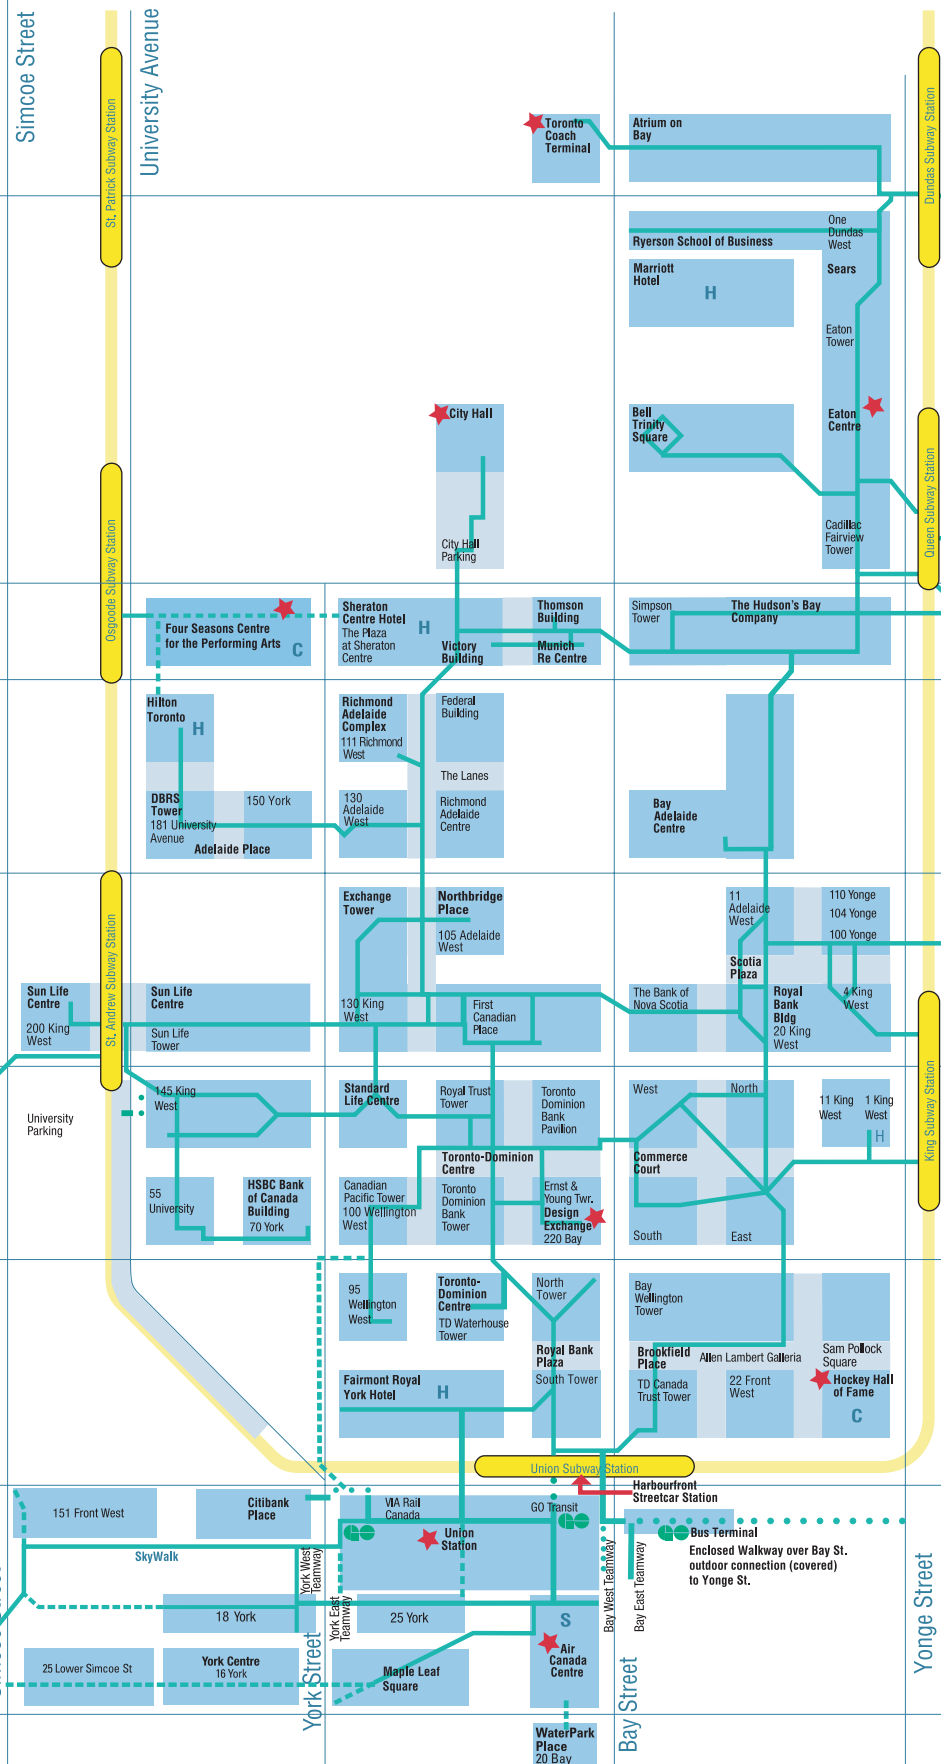 Simcoe Street
University Avenue
St. Patrick Subway Station
Dundas Subway Station
Toronto
Coach
Terminal
Atrium on
Bay
One
Dundas
West
Ryerson School of Business
Marriott
Hotel
H
Sears
Eaton
Tower
City Hall
Bell
Trinity
Square
Eaton
Centre
Osgoode Subway Station
Queen Subway Station
City Hall
Parking
Cadillac
Fairview
Tower
Four Seasons Centre
for the Performing Arts
C
Sheraton
Centre Hotel
The Plaza
at Sheraton
Centre
H
Victory
Building
Thomson
Building
Munich
Re Centre
Simpson
Tower
The Hudson's Bay
Company
Hilton
Toronto
H
Richmond
Adelaide
Complex
111 Richmond
West
Federal
Building
The Lanes
DBRS
Tower
181 University
Avenue
150 York
Adelaide Place
130
Adelaide
West
Richmond
Adelaide
Centre
Bay
Adelaide
Centre
St. Andrew Subway Station
Exchange
Tower
Northbridge
Place
105 Adelaide
West
11
Adelaide
West
110 Yonge
104 Yonge
100 Yonge
Scotia
Plaza
Sun Life
Centre
200 King
West
Sun Life
Centre
Sun Life
Tower
130 King
West
First
Canadian
Place
The Bank of
Nova Scotia
Royal
Bank
Bldg
20 King
West
4 King
West
King Subway Station
University
Parking
145 King
West
Standard
Life Centre
Royal Trust
Tower
Toronto
Dominion
Bank
Pavilion
West
North
11 King
West
1 King
West
H
Toronto-Dominion
Centre
Commerce
Court
55
University
HSBC Bank
of Canada
Building
70 York
Canadian
Pacific Tower
100 Wellington
West
Toronto
Dominion
Bank
Tower
Ernst &
Young Twr.
Design
Exchange
220 Bay
South
East
95
Wellington
West
Toronto-
Dominion
Centre
TD Waterhouse
Tower
North
Tower
Royal Bank
Plaza
South Tower
Bay
Wellington
Tower
Brookfield
Place
Allen Lambert Galleria
Sam Pollock
Square
TD Canada
Trust Tower
22 Front
West
Hockey Hall
of Fame
C
Fairmont Royal
York Hotel
H
Union Subway Station
Harbourfront
Streetcar Station
151 Front West
Citibank
Place
VIA Rail
Canada
GO Transit
Union
Station
Bus Terminal
Enclosed Walkway over Bay St.
outdoor connection (covered)
to Yonge St.
SkyWalk
York West
Teamway
York East
Teamway
Bay West Teamway
Bay East Teamway
18 York
25 York
S
Air
Canada
Centre
25 Lower Simcoe St
York Centre
16 York
Maple Leaf
Square
York Street
Bay Street
Yonge Street
WaterPark
Place
20 Bay